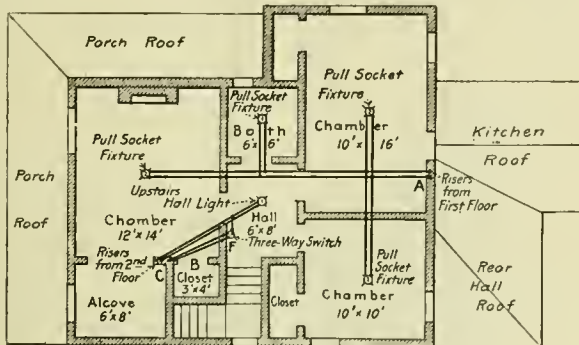 Porch Roof
Pull Socket
Fixture
Pull Socket
Fixture
Bath
6'x 6'
Chamber
10'x 16'
Kitchen
Roof
Pull Socket
Fixture
Upstairs
Hall Light
A
Risers
from
First Floor
Porch
Roof
Chamber
12'x 14'
Hall
6'x 8'
F
Three-Way Switch
Risers
from 2nd
Floor
C
B
Closet
3'x 4'
Pull
Socket
Fixture
Rear
Hall
Roof
Alcove
6'x 8'
Closet
Chamber
10'x 10'